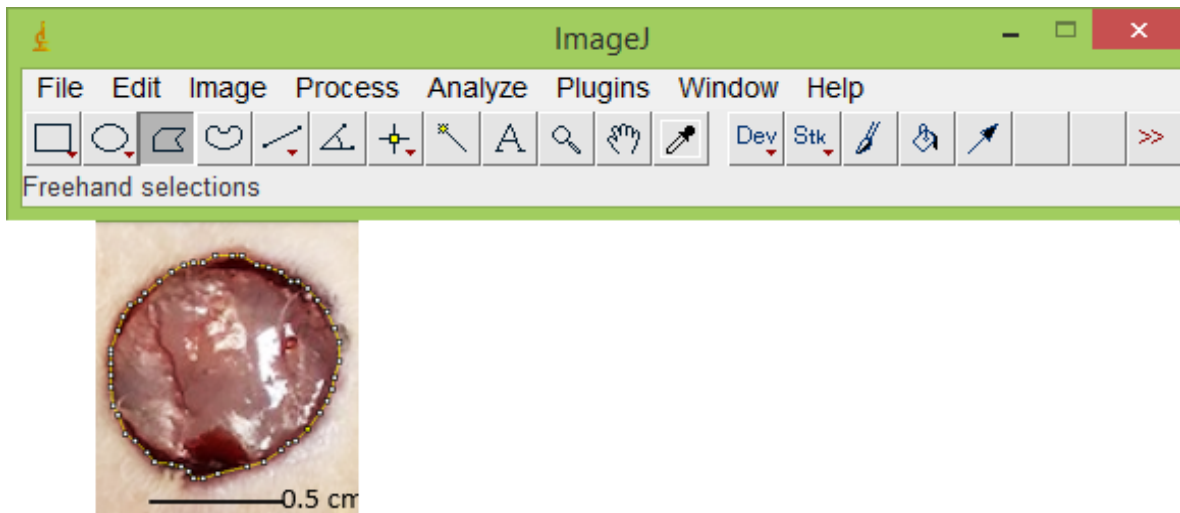 ImageJ
File Edit Image Process Analyze Plugins Window Help
Dev Stk >>
Freehand selections
0.5 cm